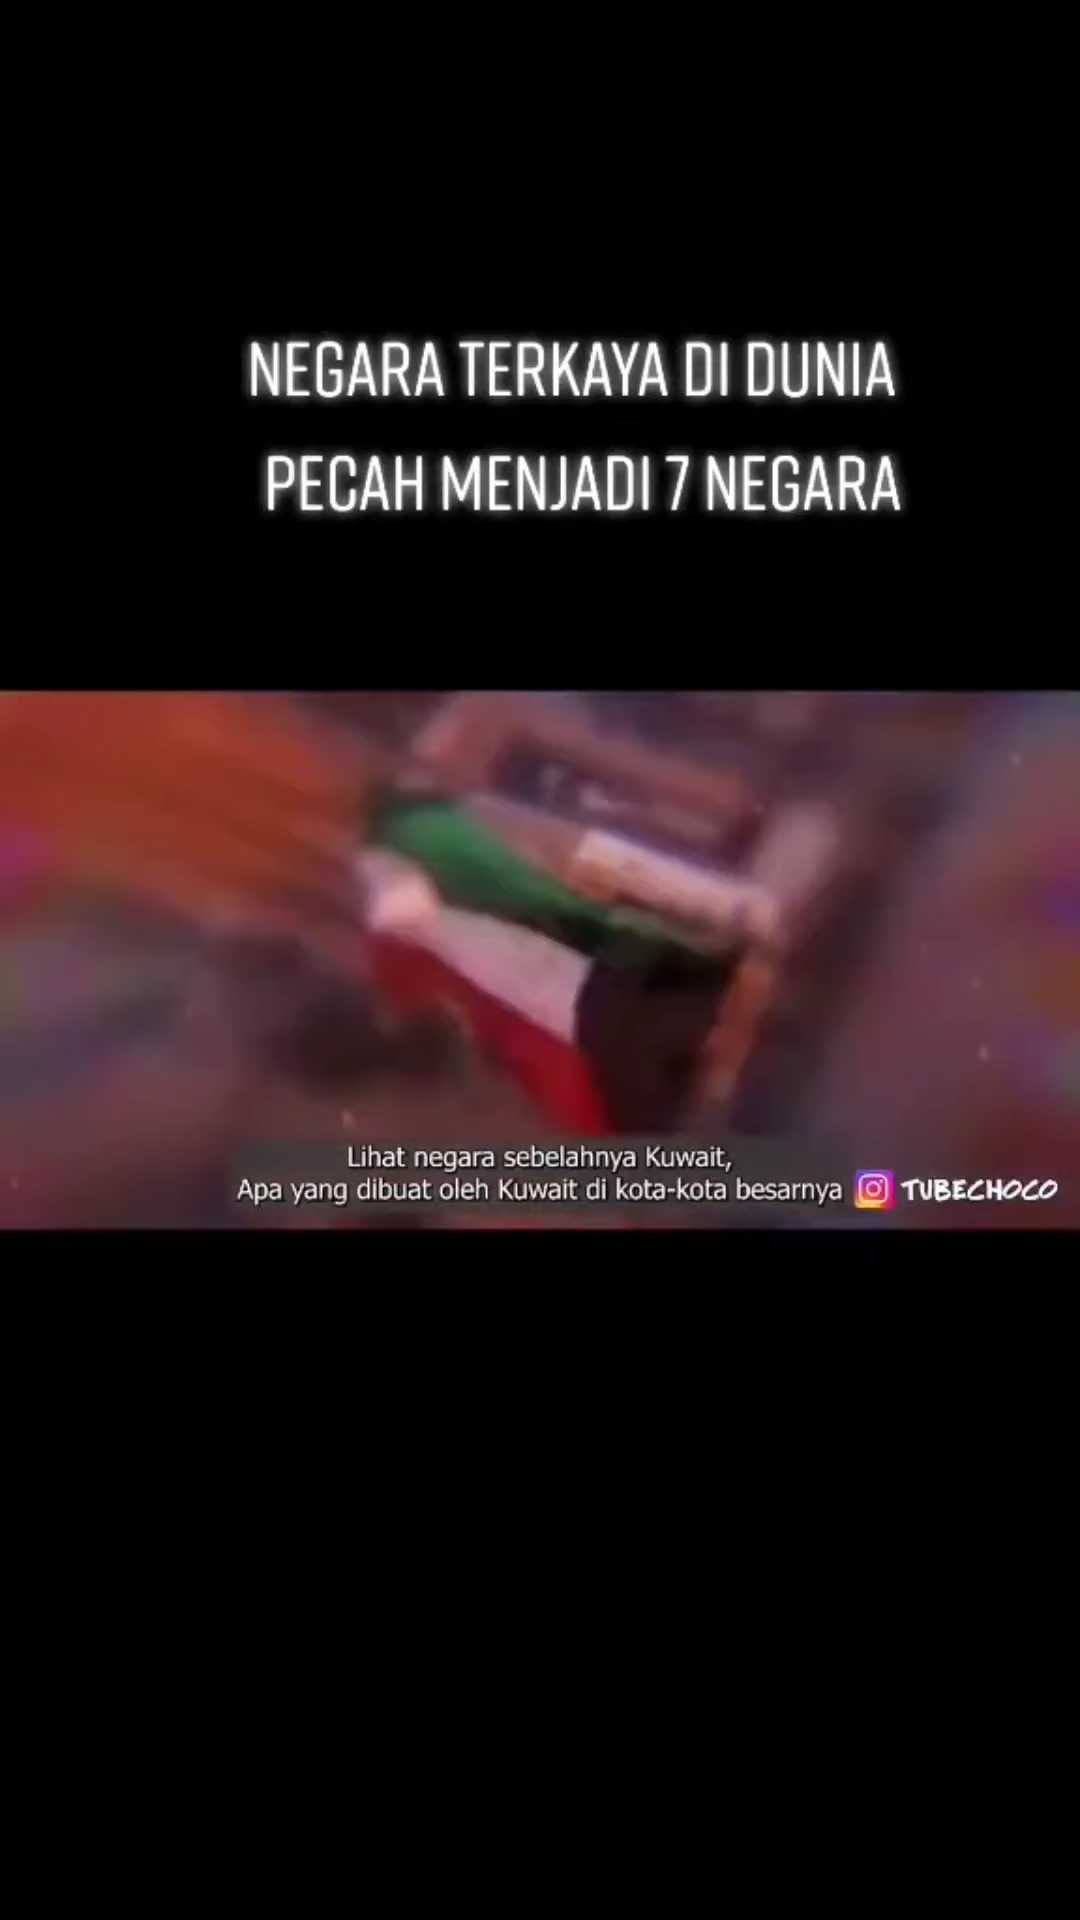 NEGARA TERKAYA DI DUNIA
PECAH MENJADI 7 NEGARA
Lihat negara sebelahnya Kuwait,
Apa yang dibuat oleh Kuwait di kota-kota besarnya
TUBECHOCO